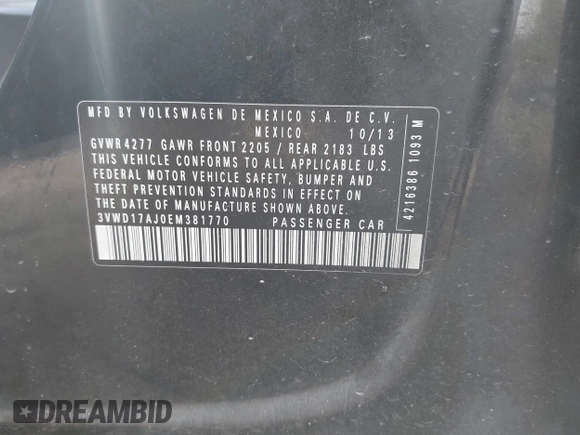 MFD BY VOLKSWAGEN DE MEXICO S.A. DE C.V.
MEXICO 10/13
GVWR 4277 GAWR FRONT 2205 / REAR 2183 LBS
THIS VEHICLE CONFORMS TO ALL APPLICABLE U.S.
FEDERAL MOTOR VEHICLE SAFETY, BUMPER AND
THEFT PREVENTION STANDARDS IN EFFECT ON
THE DATE OF MANUFACTURE SHOWN ABOVE.
3VWD17AJ0EM381770 PASSENGER CAR
4216386 1093 M
DREAMBID